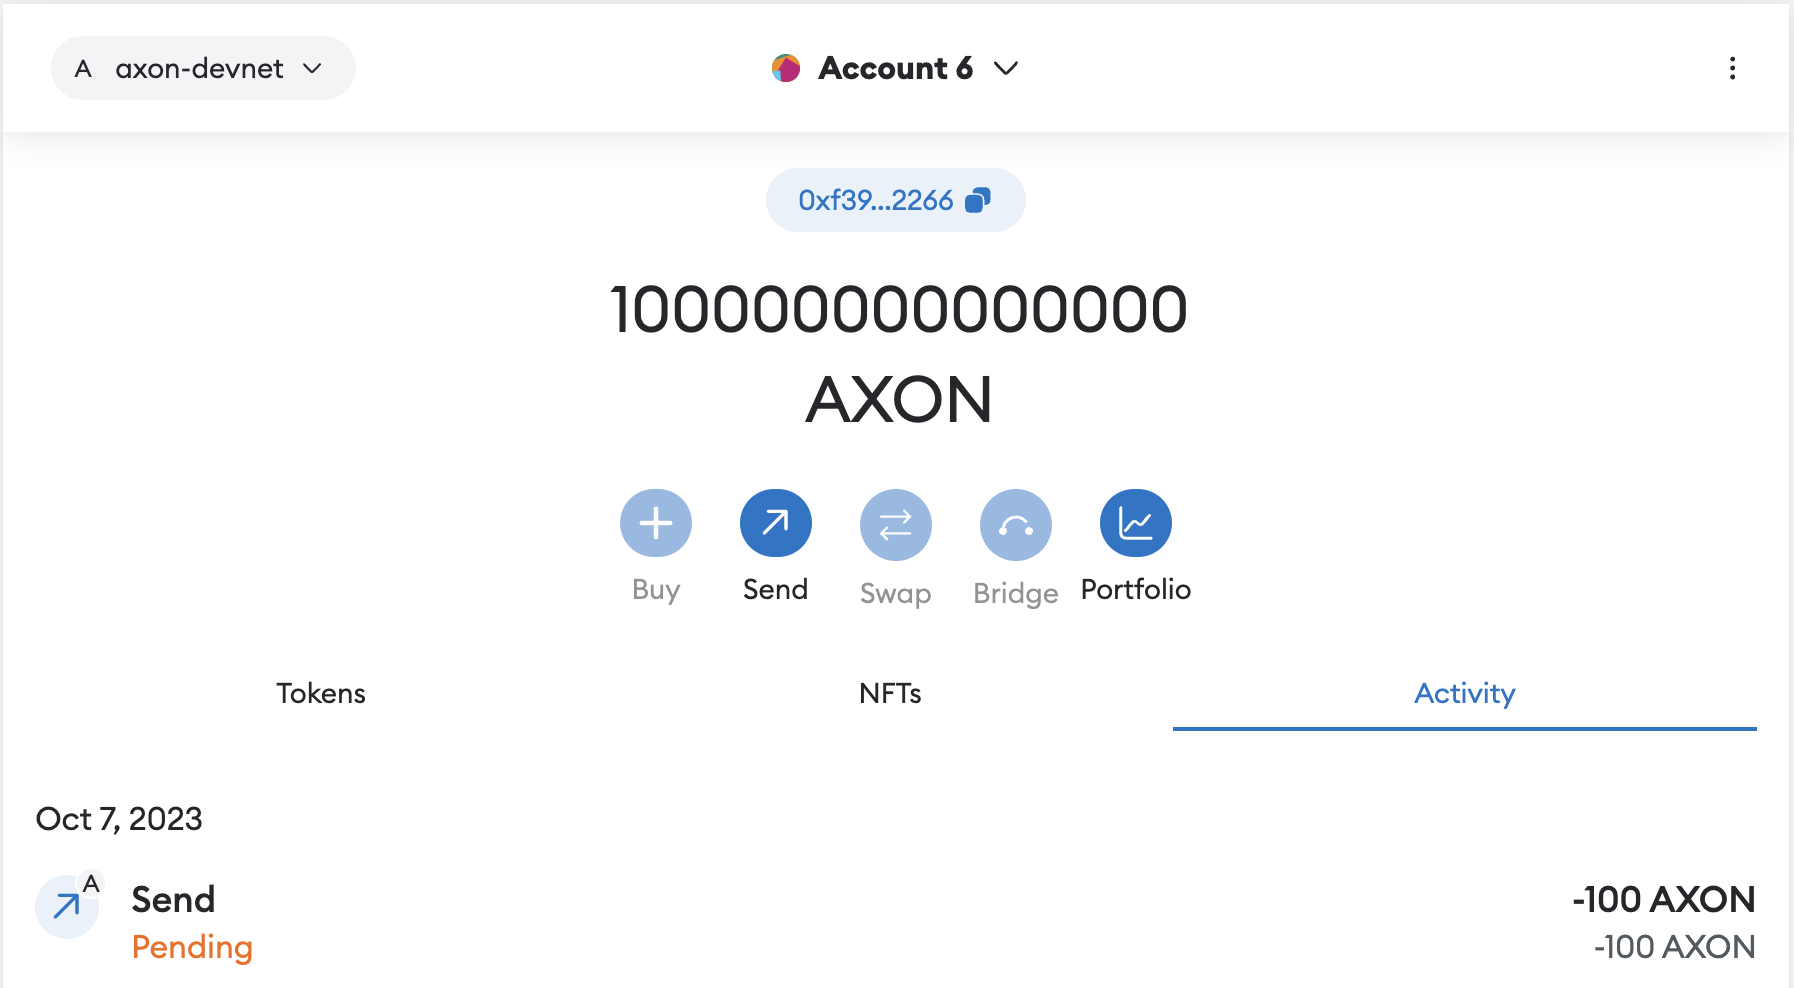 A axon-devnet
Account 6
0xf39...2266
100000000000000
AXON
Buy Send Swap Bridge Portfolio
Tokens NFTs Activity
Oct 7, 2023
A
Send -100 AXON
Pending -100 AXON